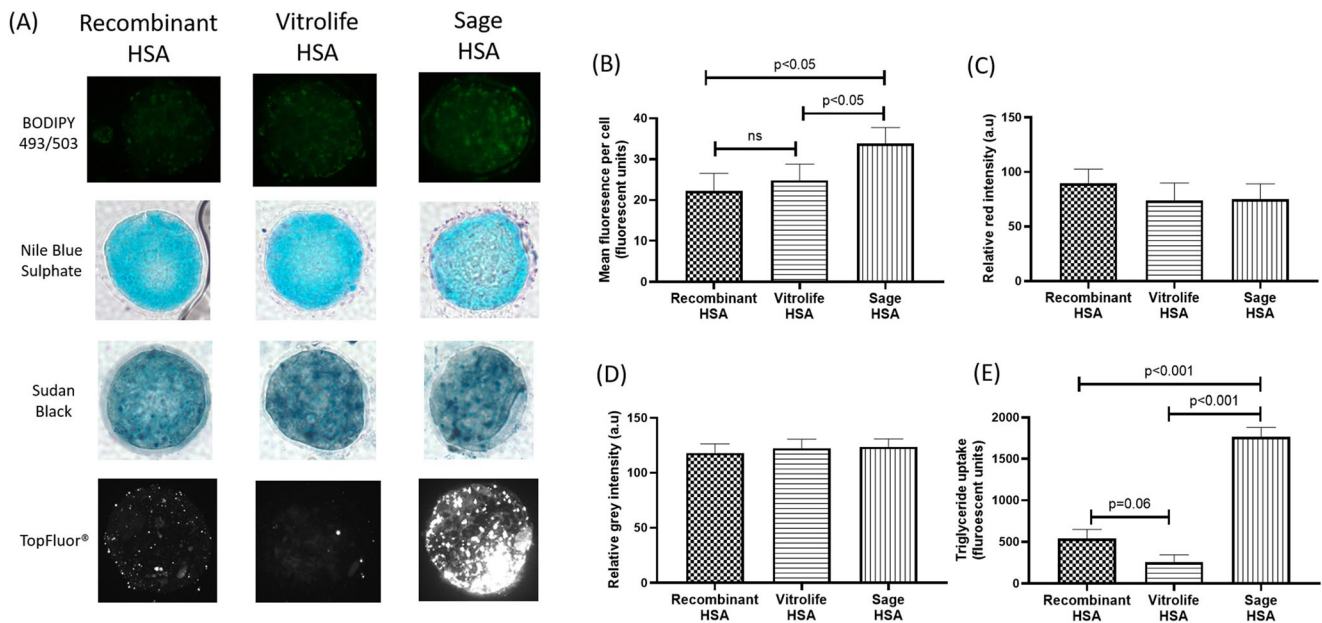 (A)
Recombinant
HSA
Vitrolife
HSA
Sage
HSA
BODIPY
493/503
Nile Blue
Sulphate
Sudan
Black
TopFluor®
(B)
p<0.05
p<0.05
ns
Mean fluoresence per cell
(fluorescent units)
50
40
30
20
10
0
Recombinant
HSA
Vitrolife
HSA
Sage
HSA
(C)
Relative red intensity (a.u)
150
100
50
0
Recombinant
HSA
Vitrolife
HSA
Sage
HSA
(D)
Relative grey intensity (a.u)
150
100
50
0
Recombinant
HSA
Vitrolife
HSA
Sage
HSA
(E)
p<0.001
p<0.001
p=0.06
Triglyceride uptake
(fluroescent units)
2000
1500
1000
500
0
Recombinant
HSA
Vitrolife
HSA
Sage
HSA